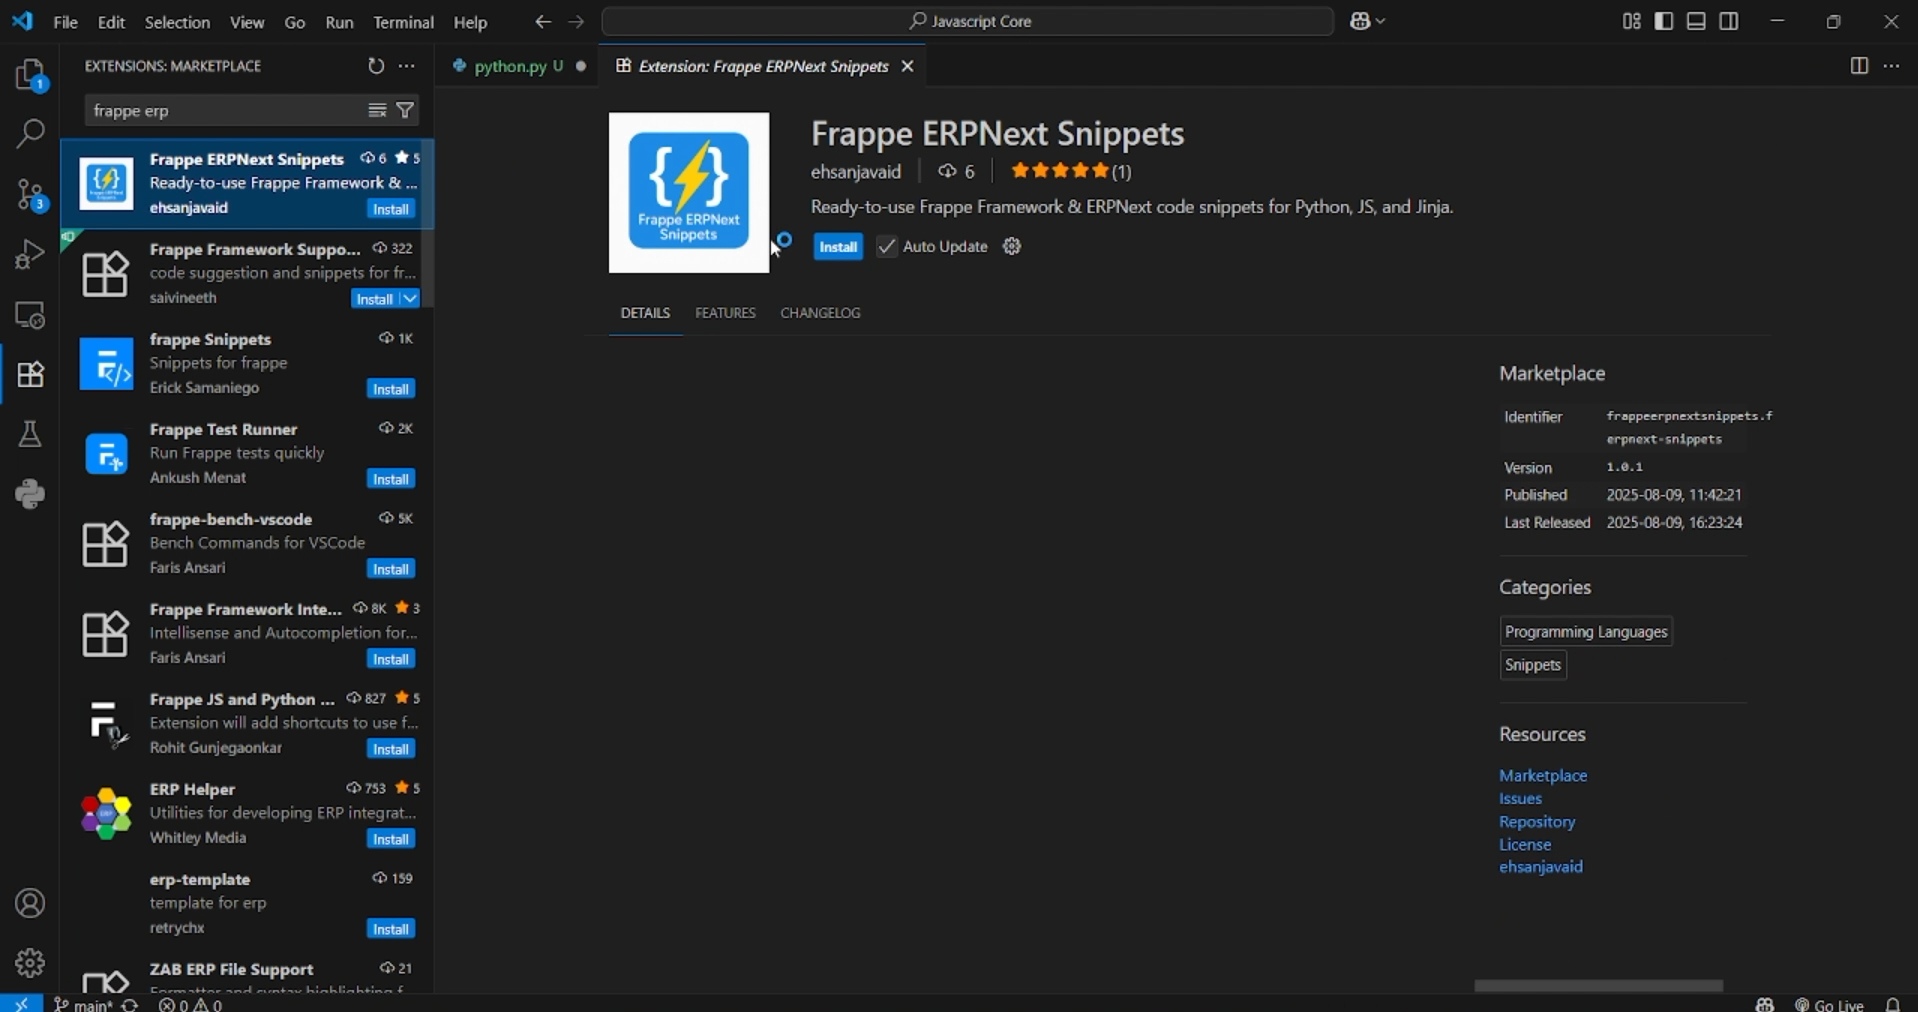 File Edit Selection View Go Run Terminal Help
Javascript Core
EXTENSIONS: MARKETPLACE
frappe erp
1
3
Frappe ERPNext Snippets 6 5
Ready-to-use Frappe Framework & ...
ehsanjavaid Install
Frappe Framework Suppo... 322
code suggestion and snippets for fr...
saivineeth Install
frappe Snippets 1K
Snippets for frappe
Erick Samaniego Install
Frappe Test Runner 2K
Run Frappe tests quickly
Ankush Menat Install
frappe-bench-vscode 5K
Bench Commands for VSCode
Faris Ansari Install
Frappe Framework Inte... 8K 3
Intellisense and Autocompletion for...
Faris Ansari Install
Frappe JS and Python ... 827 5
Extension will add shortcuts to use f...
Rohit Gunjegaonkar Install
ERP Helper 753 5
Utilities for developing ERP integrat...
Whitley Media Install
erp-template 159
template for erp
retrychx Install
ZAB ERP File Support 21
python.py U
Extension: Frappe ERPNext Snippets
{ }
Frappe ERPNext
Snippets
Frappe ERPNext Snippets
ehsanjavaid 6 (1)
Ready-to-use Frappe Framework & ERPNext code snippets for Python, JS, and Jinja.
Install Auto Update
DETAILS FEATURES CHANGELOG
Marketplace
Identifier frappeerpnextsnippets.f
erpnext-snippets
Version 1.0.1
Published 2025-08-09, 11:42:21
Last Released 2025-08-09, 16:23:24
Categories
Programming Languages
Snippets
Resources
Marketplace
Issues
Repository
License
ehsanjavaid
main* 0 0
Go Live